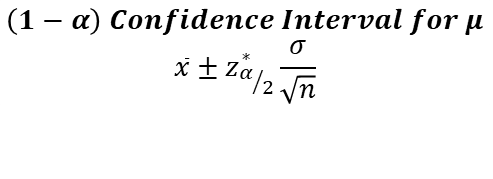 (1 − α) Confidence Interval for μ
x̄ ± z*α/2 σ/√n